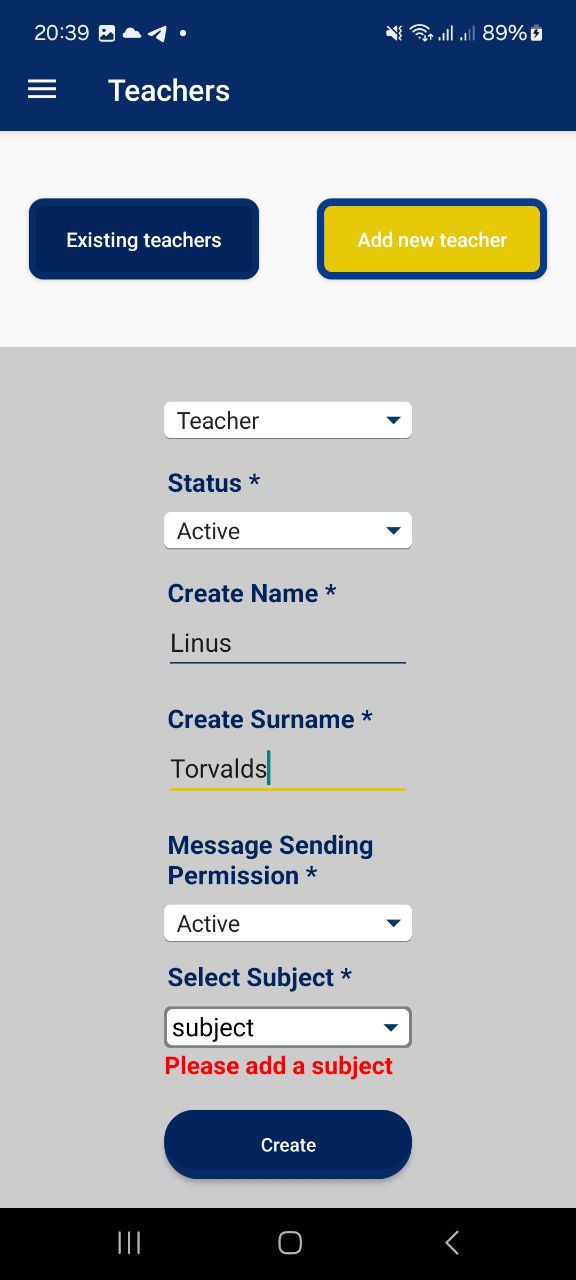 20:39 89%
Teachers
Existing teachers Add new teacher
Teacher
Status *
Active
Create Name *
Linus
Create Surname *
Torvalds
Message Sending
Permission *
Active
Select Subject *
subject
Please add a subject
Create